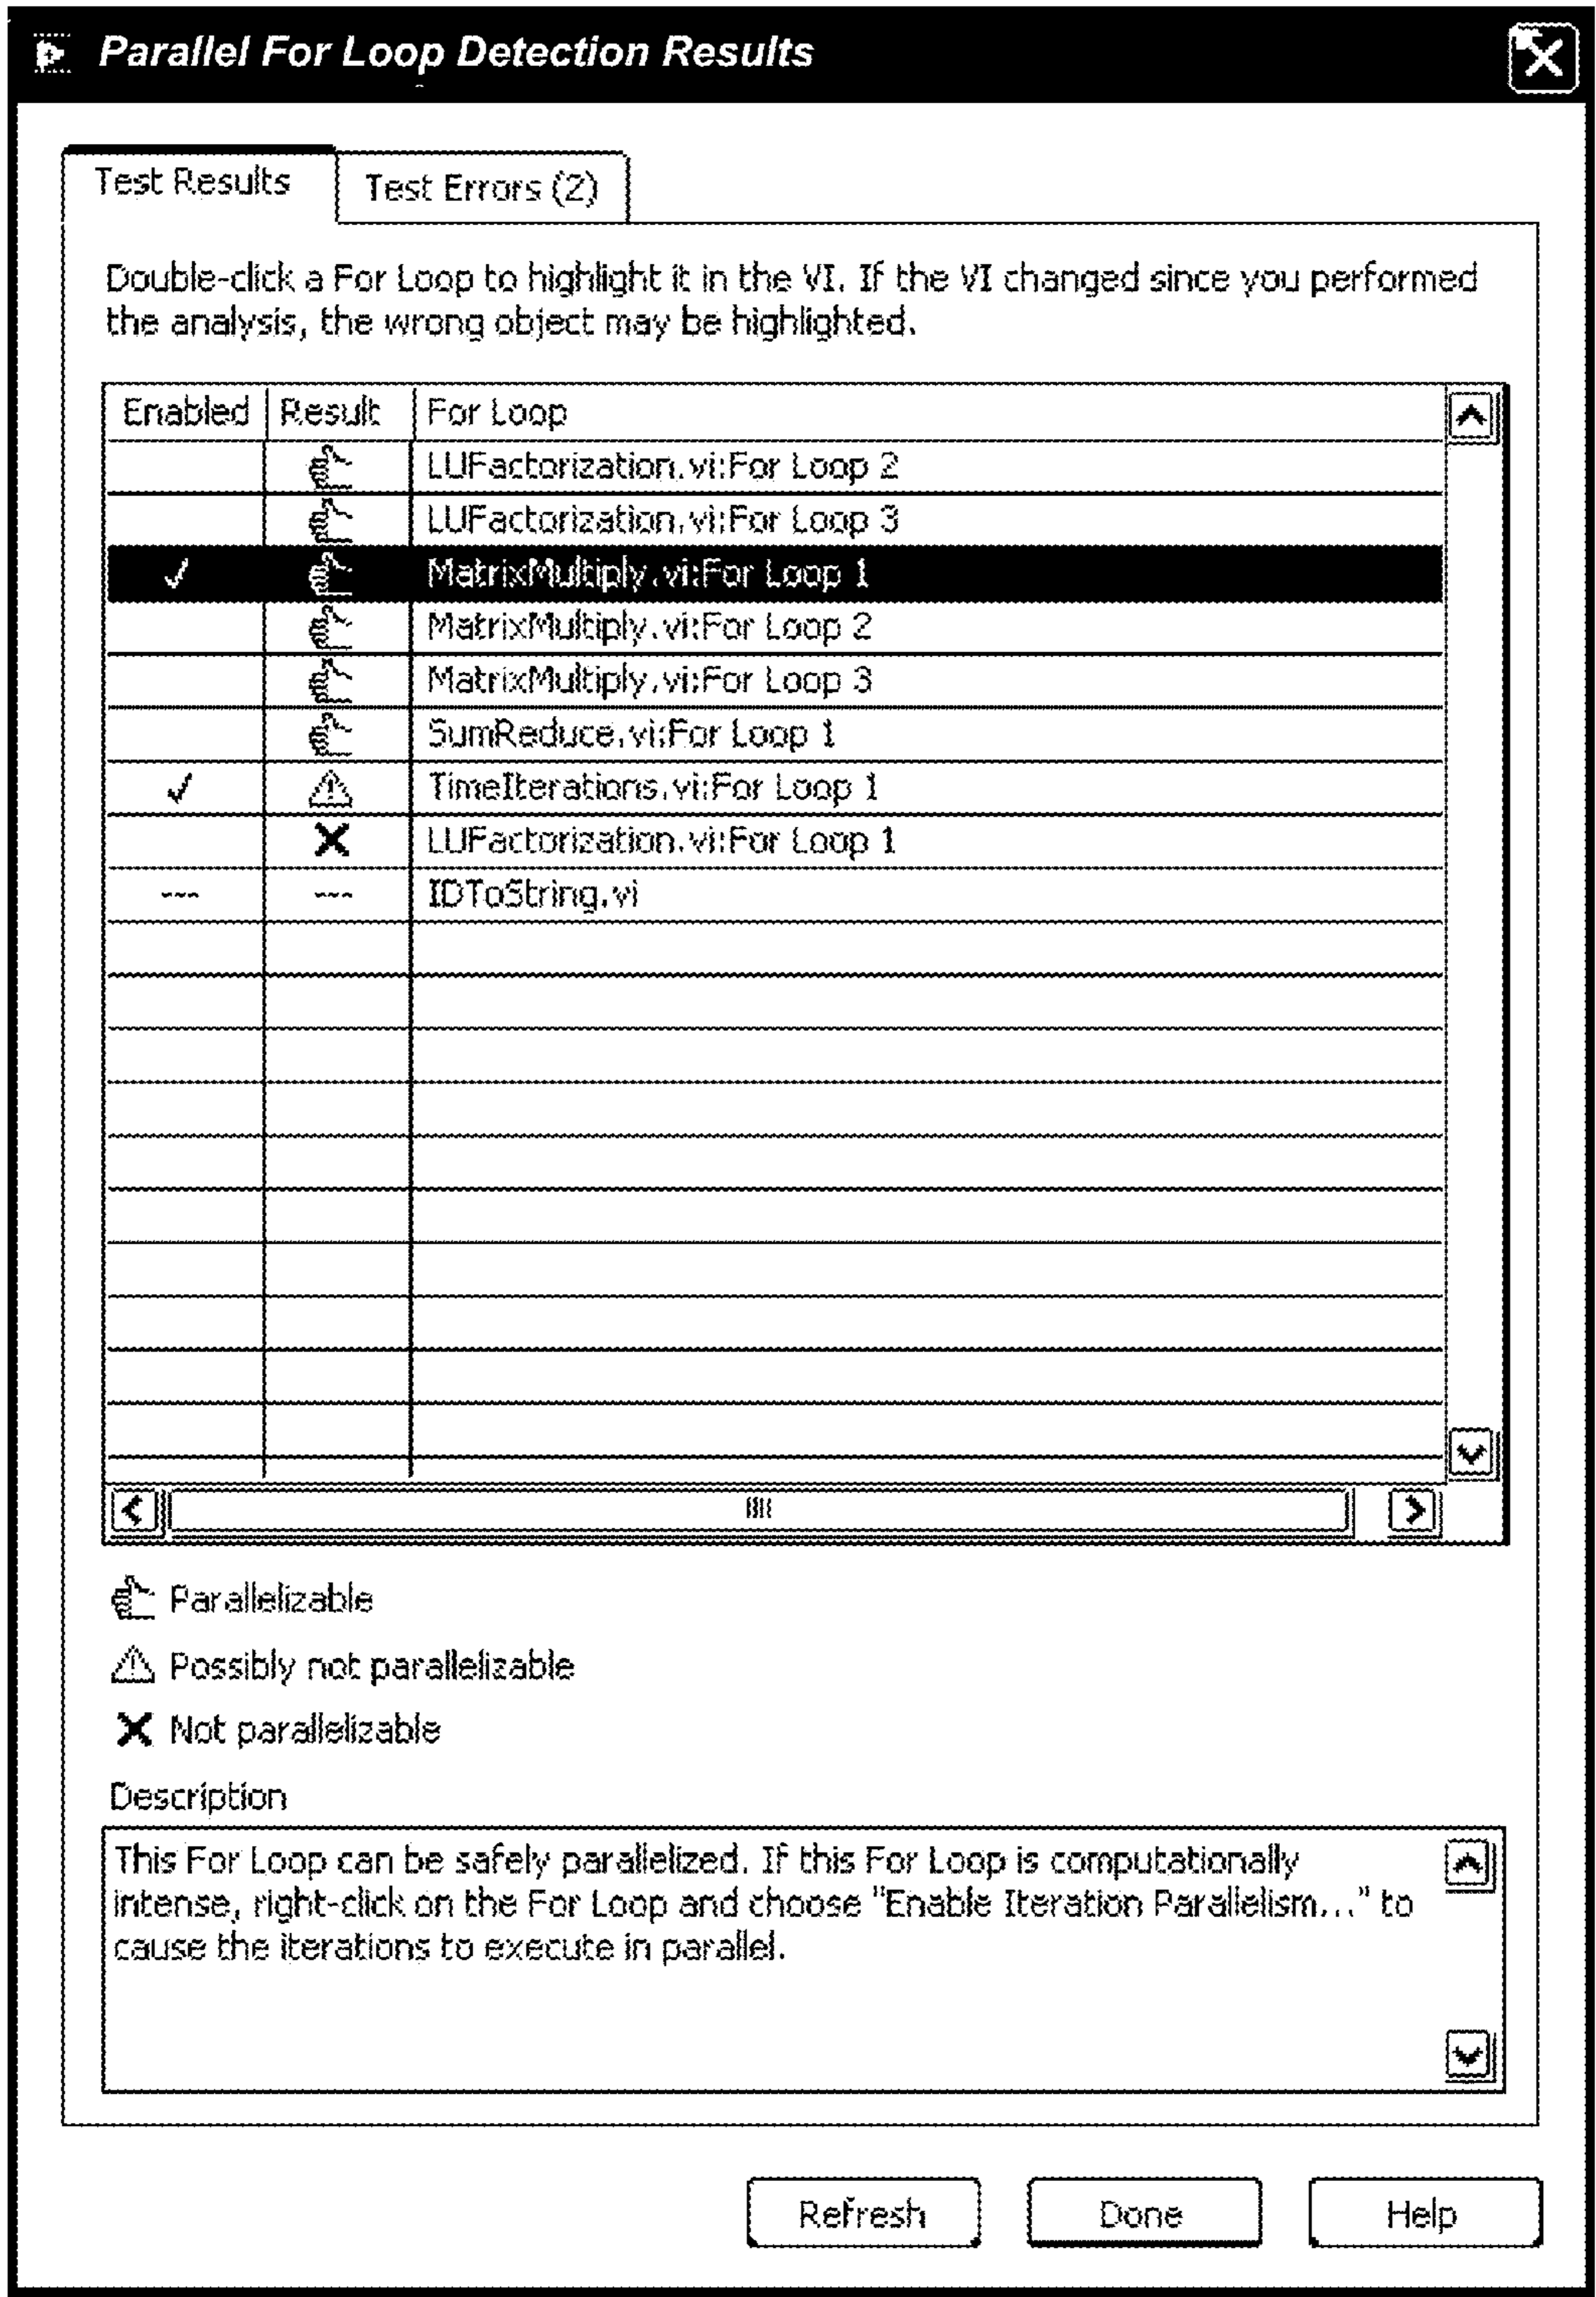 Parallel For Loop Detection Results
Test Results
Test Errors (2)
Double-click a For Loop to highlight it in the VI. If the VI changed since you performed
the analysis, the wrong object may be highlighted.
Enabled Result For Loop
LUFactorization.vi:For Loop 2
LUFactorization.vi:For Loop 3
✓ MatrixMultiply.vi:For Loop 1
MatrixMultiply.vi:For Loop 2
MatrixMultiply.vi:For Loop 3
SumReduce.vi:For Loop 1
✓ TimeIterations.vi:For Loop 1
LUFactorization.vi:For Loop 1
--- --- IDToString.vi
Parallelizable
Possibly not parallelizable
Not parallelizable
Description
This For Loop can be safely parallelized. If this For Loop is computationally
intense, right-click on the For Loop and choose "Enable Iteration Parallelism..." to
cause the iterations to execute in parallel.
Refresh
Done
Help